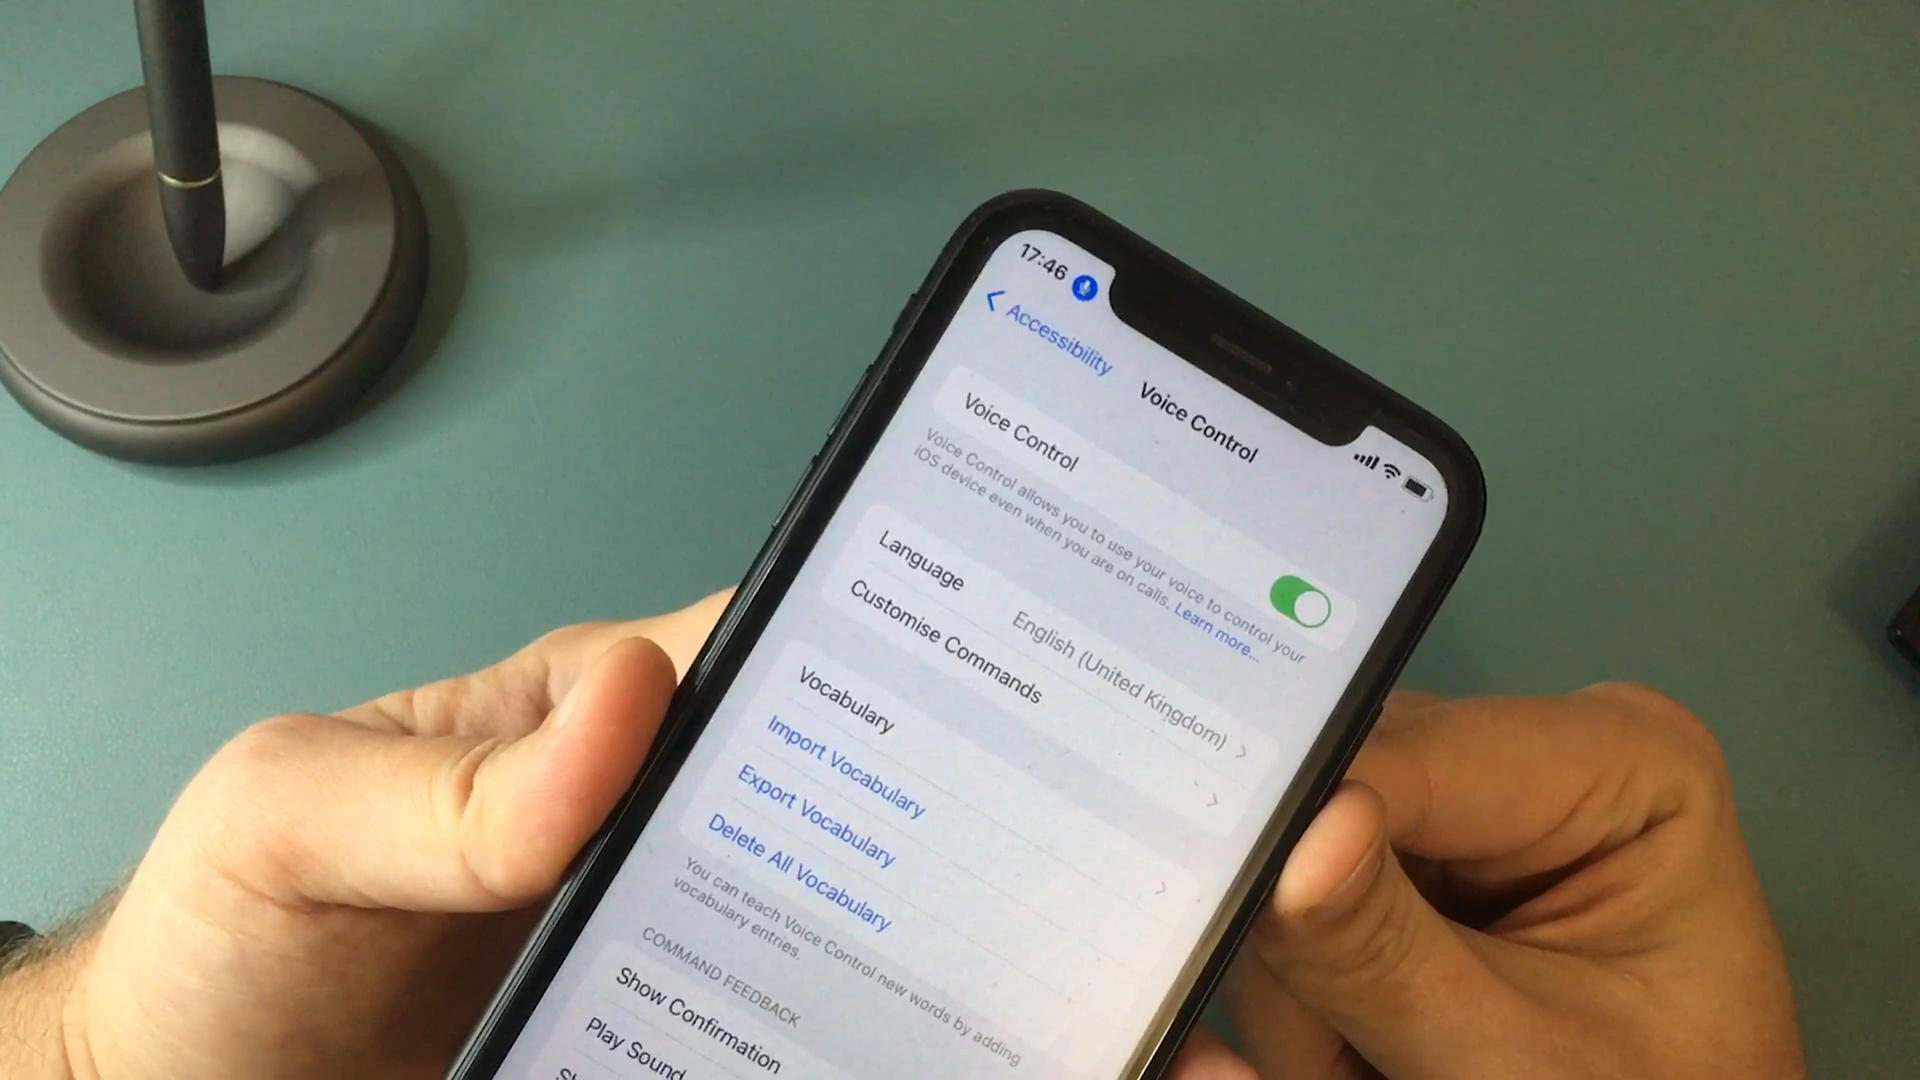 17:46
Accessibility
Voice Control
Voice Control
Voice Control allows you to use your voice to control your
iOS device even when you are on calls. Learn more...
Language English (United Kingdom)
Customise Commands
Vocabulary
Import Vocabulary
Export Vocabulary
Delete All Vocabulary
You can teach Voice Control new words by adding
vocabulary entries.
COMMAND FEEDBACK
Show Confirmation
Play Sound